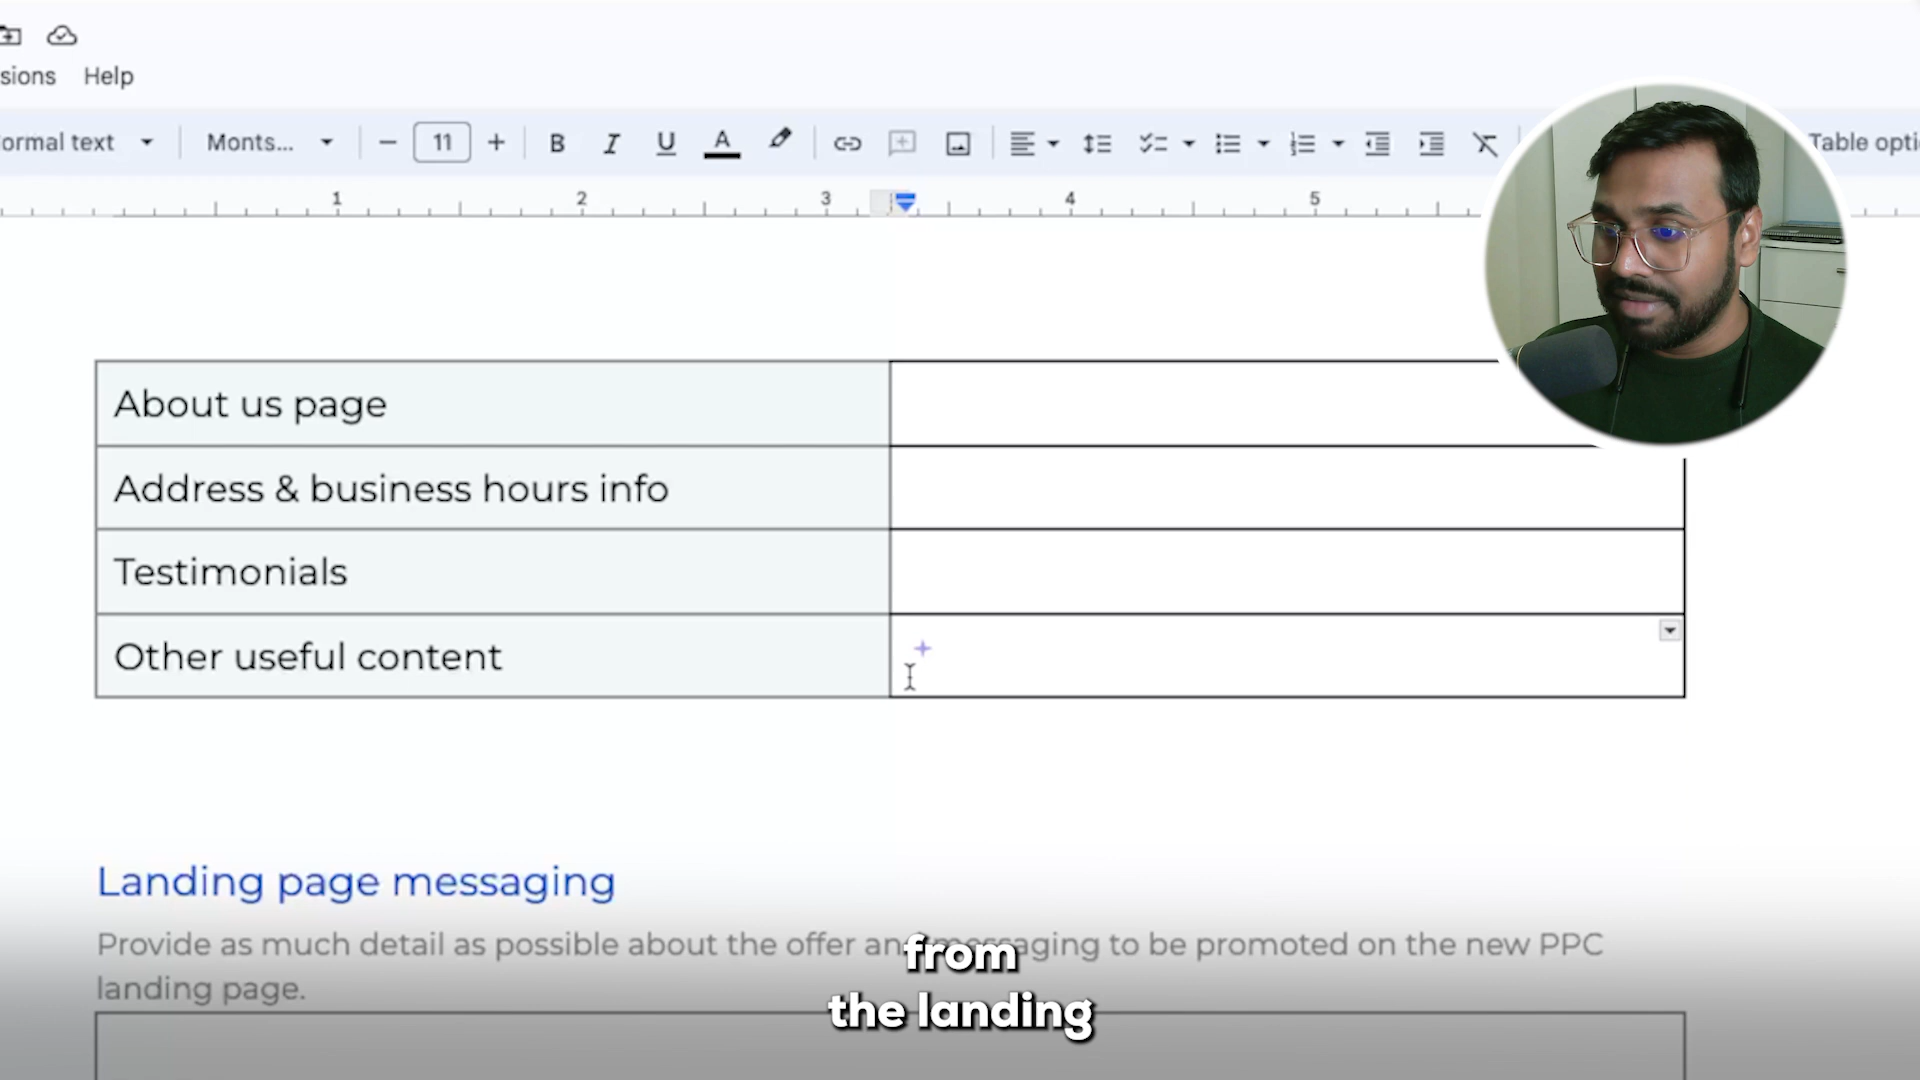 sions Help
ormal text Monts... 11 B I U A Table opti
1 2 3 4 5
About us page
Address & business hours info
Testimonials
Other useful content
Landing page messaging
Provide as much detail as possible about the offer an ssaging to be promoted on the new PPC
landing page.
from
the landing